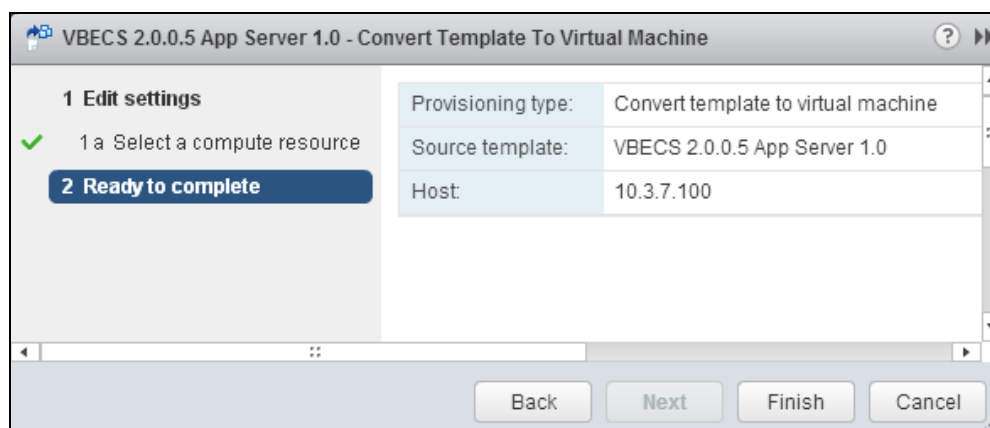 VBECS 2.0.0.5 App Server 1.0 - Convert Template To Virtual Machine
?
1 Edit settings
1a Select a compute resource
2 Ready to complete
Provisioning type: Convert template to virtual machine
Source template: VBECS 2.0.0.5 App Server 1.0
Host: 10.3.7.100
Back Next Finish Cancel